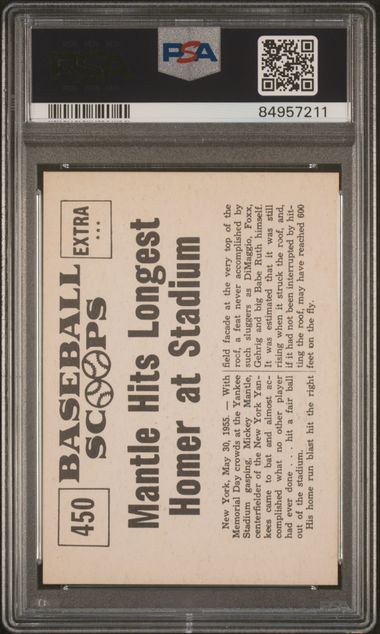 PSA
84957211
450
BASEBALL
SCOOPS
EXTRA
...
Mantle Hits Longest
Homer at Stadium
New York, May 30, 1955. — With
Memorial Day crowds at the Yankee
Stadium gasping, Mickey Mantle,
centerfielder of the New York Yan-
kees came to bat and almost ac-
complished what no other player
had ever done . . . hit a fair ball
out of the stadium.
His home run blast hit the right
field facade at the very top of the
roof, a feat never accomplished by
such sluggers as DiMaggio, Foxx,
Gehrig and big Babe Ruth himself.
It was estimated that it was still
rising when it struck the roof, and,
if it had not been interrupted by hit-
ting the roof, may have reached 600
feet on the fly.